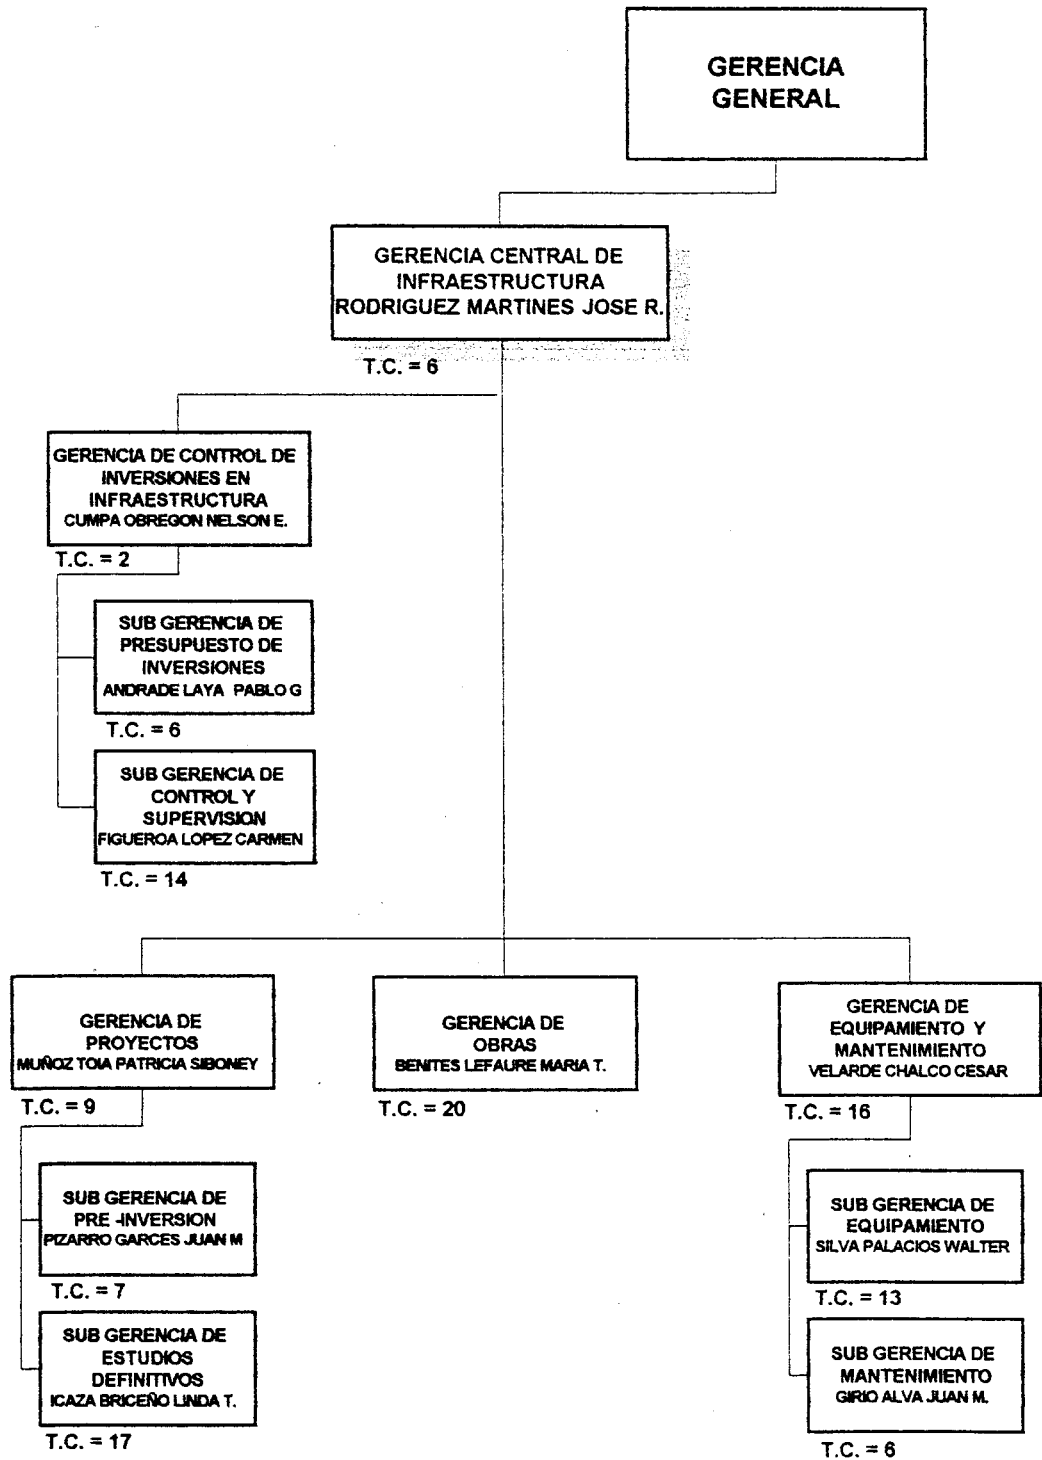 GERENCIA
GENERAL
GERENCIA CENTRAL DE
INFRAESTRUCTURA
RODRIGUEZ MARTINES JOSE R.
T.C. = 6
GERENCIA DE CONTROL DE
INVERSIONES EN
INFRAESTRUCTURA
CUMPA OBREGON NELSON E.
T.C. = 2
SUB GERENCIA DE
PRESUPUESTO DE
INVERSIONES
ANDRADE LAYA PABLO G
T.C. = 6
SUB GERENCIA DE
CONTROL Y
SUPERVISION
FIGUEROA LOPEZ CARMEN
T.C. = 14
GERENCIA DE
PROYECTOS
MUÑOZ TOIA PATRICIA SIBONEY
T.C. = 9
SUB GERENCIA DE
PRE -INVERSION
PIZARRO GARCES JUAN M
T.C. = 7
SUB GERENCIA DE
ESTUDIOS
DEFINITIVOS
ICAZA BRICEÑO LINDA T.
T.C. = 17
GERENCIA DE
OBRAS
BENITES LEFAURE MARIA T.
T.C. = 20
GERENCIA DE
EQUIPAMIENTO Y
MANTENIMIENTO
VELARDE CHALCO CESAR
T.C. = 16
SUB GERENCIA DE
EQUIPAMIENTO
SILVA PALACIOS WALTER
T.C. = 13
SUB GERENCIA DE
MANTENIMIENTO
GIRIO ALVA JUAN M.
T.C. = 6